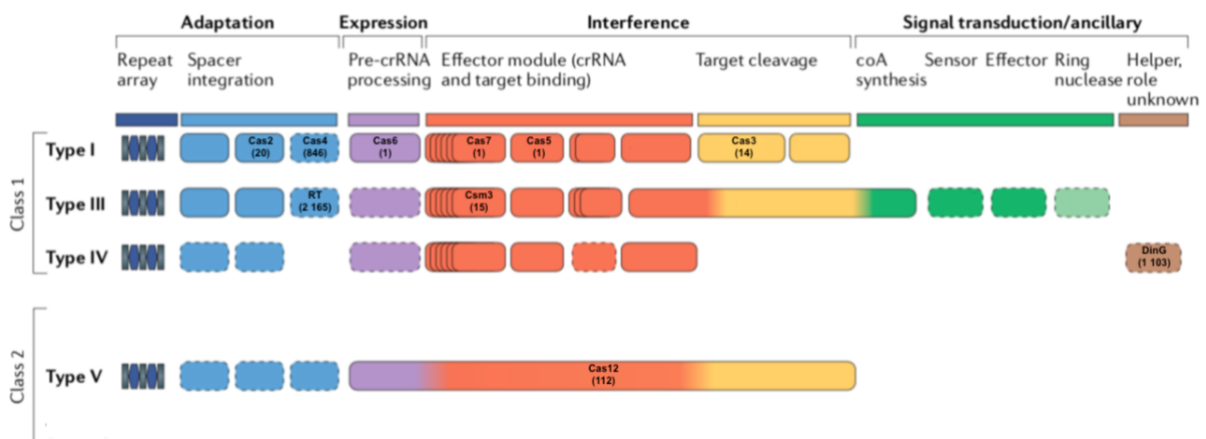 Adaptation Expression Interference Signal transduction/ancillary
Repeat array
Spacer integration
Pre-crRNA processing
Effector module (crRNA and target binding)
Target cleavage
coA synthesis
Sensor
Effector
Ring nuclease
Helper, role unknown
Class 1
Type I
Cas2 (20)
Cas4 (846)
Cas6 (1)
Cas7 (1)
Cas5 (1)
Cas3 (14)
Type III
RT (2 165)
Csm3 (15)
Type IV
DinG (1 103)
Class 2
Type V
Cas12 (112)